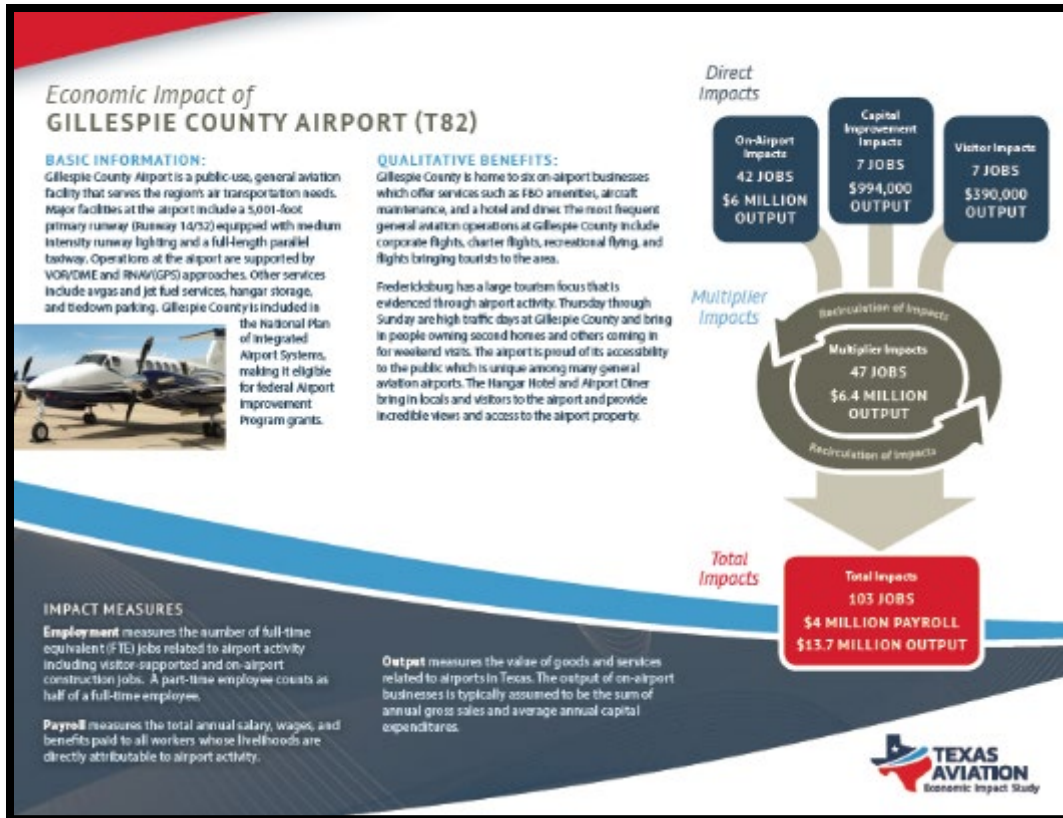 Economic Impact of
GILLESPIE COUNTY AIRPORT (T82)
BASIC INFORMATION:
Gillespie County Airport is a public-use, general aviation
facility that serves the region's air transportation needs.
Major facilities at the airport include a 5,001-foot
primary runway (Runway 14/32) equipped with medium
intensity runway lighting and a full-length parallel
taxiway. Operations at the airport are supported by
VOR/DME and RNAV(GPS) approaches. Other services
include avgas and jet fuel services, hangar storage,
and tiedown parking. Gillespie County is included in
the National Plan
of Integrated
Airport Systems,
making it eligible
for federal Airport
Improvement
Program grants.
QUALITATIVE BENEFITS:
Gillespie County is home to six on-airport businesses
which offer services such as FBO amenities, aircraft
maintenance, and a hotel and diner. The most frequent
general aviation operations at Gillespie County include
corporate flights, charter flights, recreational flying, and
flights bringing tourists to the area.
Fredericksburg has a large tourism focus that is
evidenced through airport activity. Thursday through
Sunday are high traffic days at Gillespie County and bring
in people owning second homes and others coming in
for weekend visits. The airport is proud of its accessibility
to the public which is unique among many general
aviation airports. The Hangar Hotel and Airport Diner
bring in locals and visitors to the airport and provide
incredible views and access to the airport property.
Direct
Impacts
On-Airport
Impacts
42 JOBS
$6 MILLION
OUTPUT
Capital
Improvement
Impacts
7 JOBS
$994,000
OUTPUT
Visitor Impacts
7 JOBS
$390,000
OUTPUT
Multiplier
Impacts
Recirculation of Impacts
Multiplier Impacts
47 JOBS
$6.4 MILLION
OUTPUT
Recirculation of Impacts
Total
Impacts
Total Impacts
103 JOBS
$4 MILLION PAYROLL
$13.7 MILLION OUTPUT
IMPACT MEASURES
Employment measures the number of full-time
equivalent (FTE) jobs related to airport activity
including visitor-supported and on-airport
construction jobs. A part-time employee counts as
half of a full-time employee.
Payroll measures the total annual salary, wages, and
benefits paid to all workers whose livelihoods are
directly attributable to airport activity.
Output measures the value of goods and services
related to airports in Texas. The output of on-airport
businesses is typically assumed to be the sum of
annual gross sales and average annual capital
expenditures.
TEXAS
AVIATION
Economic Impact Study